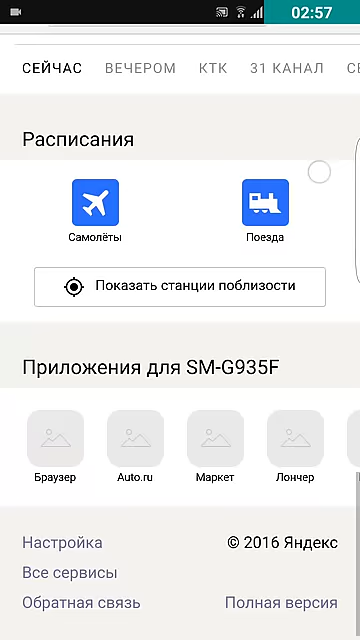 02:57
СЕЙЧАС ВЕЧЕРОМ КТК 31 КАНАЛ
Расписания
Самолёты Поезда
Показать станции поблизости
Приложения для SM-G935F
Браузер Auto.ru Маркет Лончер
Настройка © 2016 Яндекс
Все сервисы
Обратная связь Полная версия